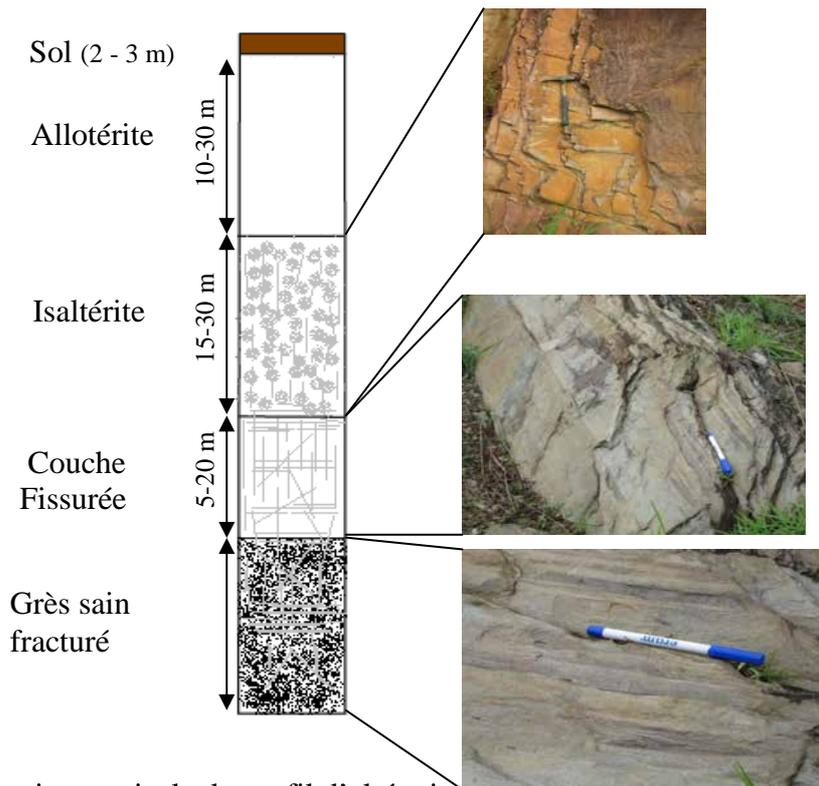 Sol (2 - 3 m)
Allotérite
10-30 m
Isaltérite
15-30 m
Couche
Fissurée
5-20 m
Grès sain
fracturé